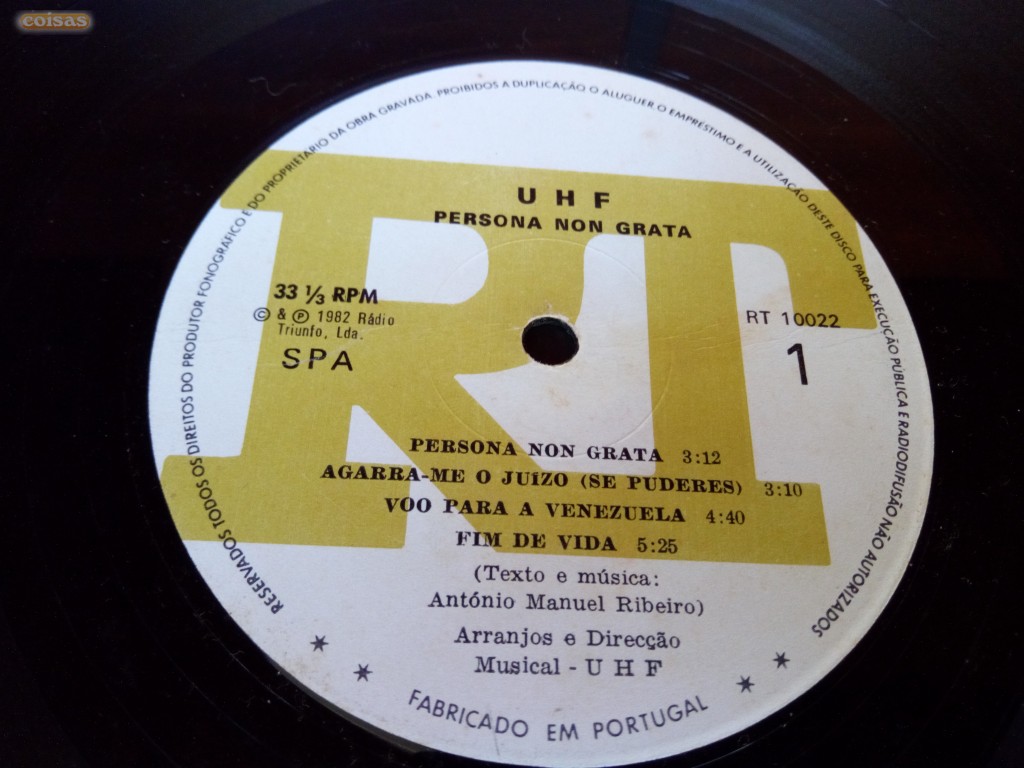 coisas
RESERVADOS TODOS OS DIREITOS DO PRODUTOR FONOGRÁFICO E DO PROPRIETÁRIO DA OBRA GRAVADA. PROIBIDOS A DUPLICAÇÃO O ALUGUER, O EMPRÉSTIMO E A UTILIZAÇÃO DESTE DISCO PARA EXECUÇÃO PÚBLICA E RADIODIFUSÃO NÃO AUTORIZADOS
RT
U H F
PERSONA NON GRATA
33 ⅓ RPM
© & ℗ 1982 Rádio
Triunfo, Lda.
SPA
RT 10022
1
PERSONA NON GRATA 3:12
AGARRA-ME O JUÍZO (SE PUDERES) 3:10
VOO PARA A VENEZUELA 4:40
FIM DE VIDA 5:25
(Texto e música:
António Manuel Ribeiro)
Arranjos e Direcção
Musical - U H F
FABRICADO EM PORTUGAL